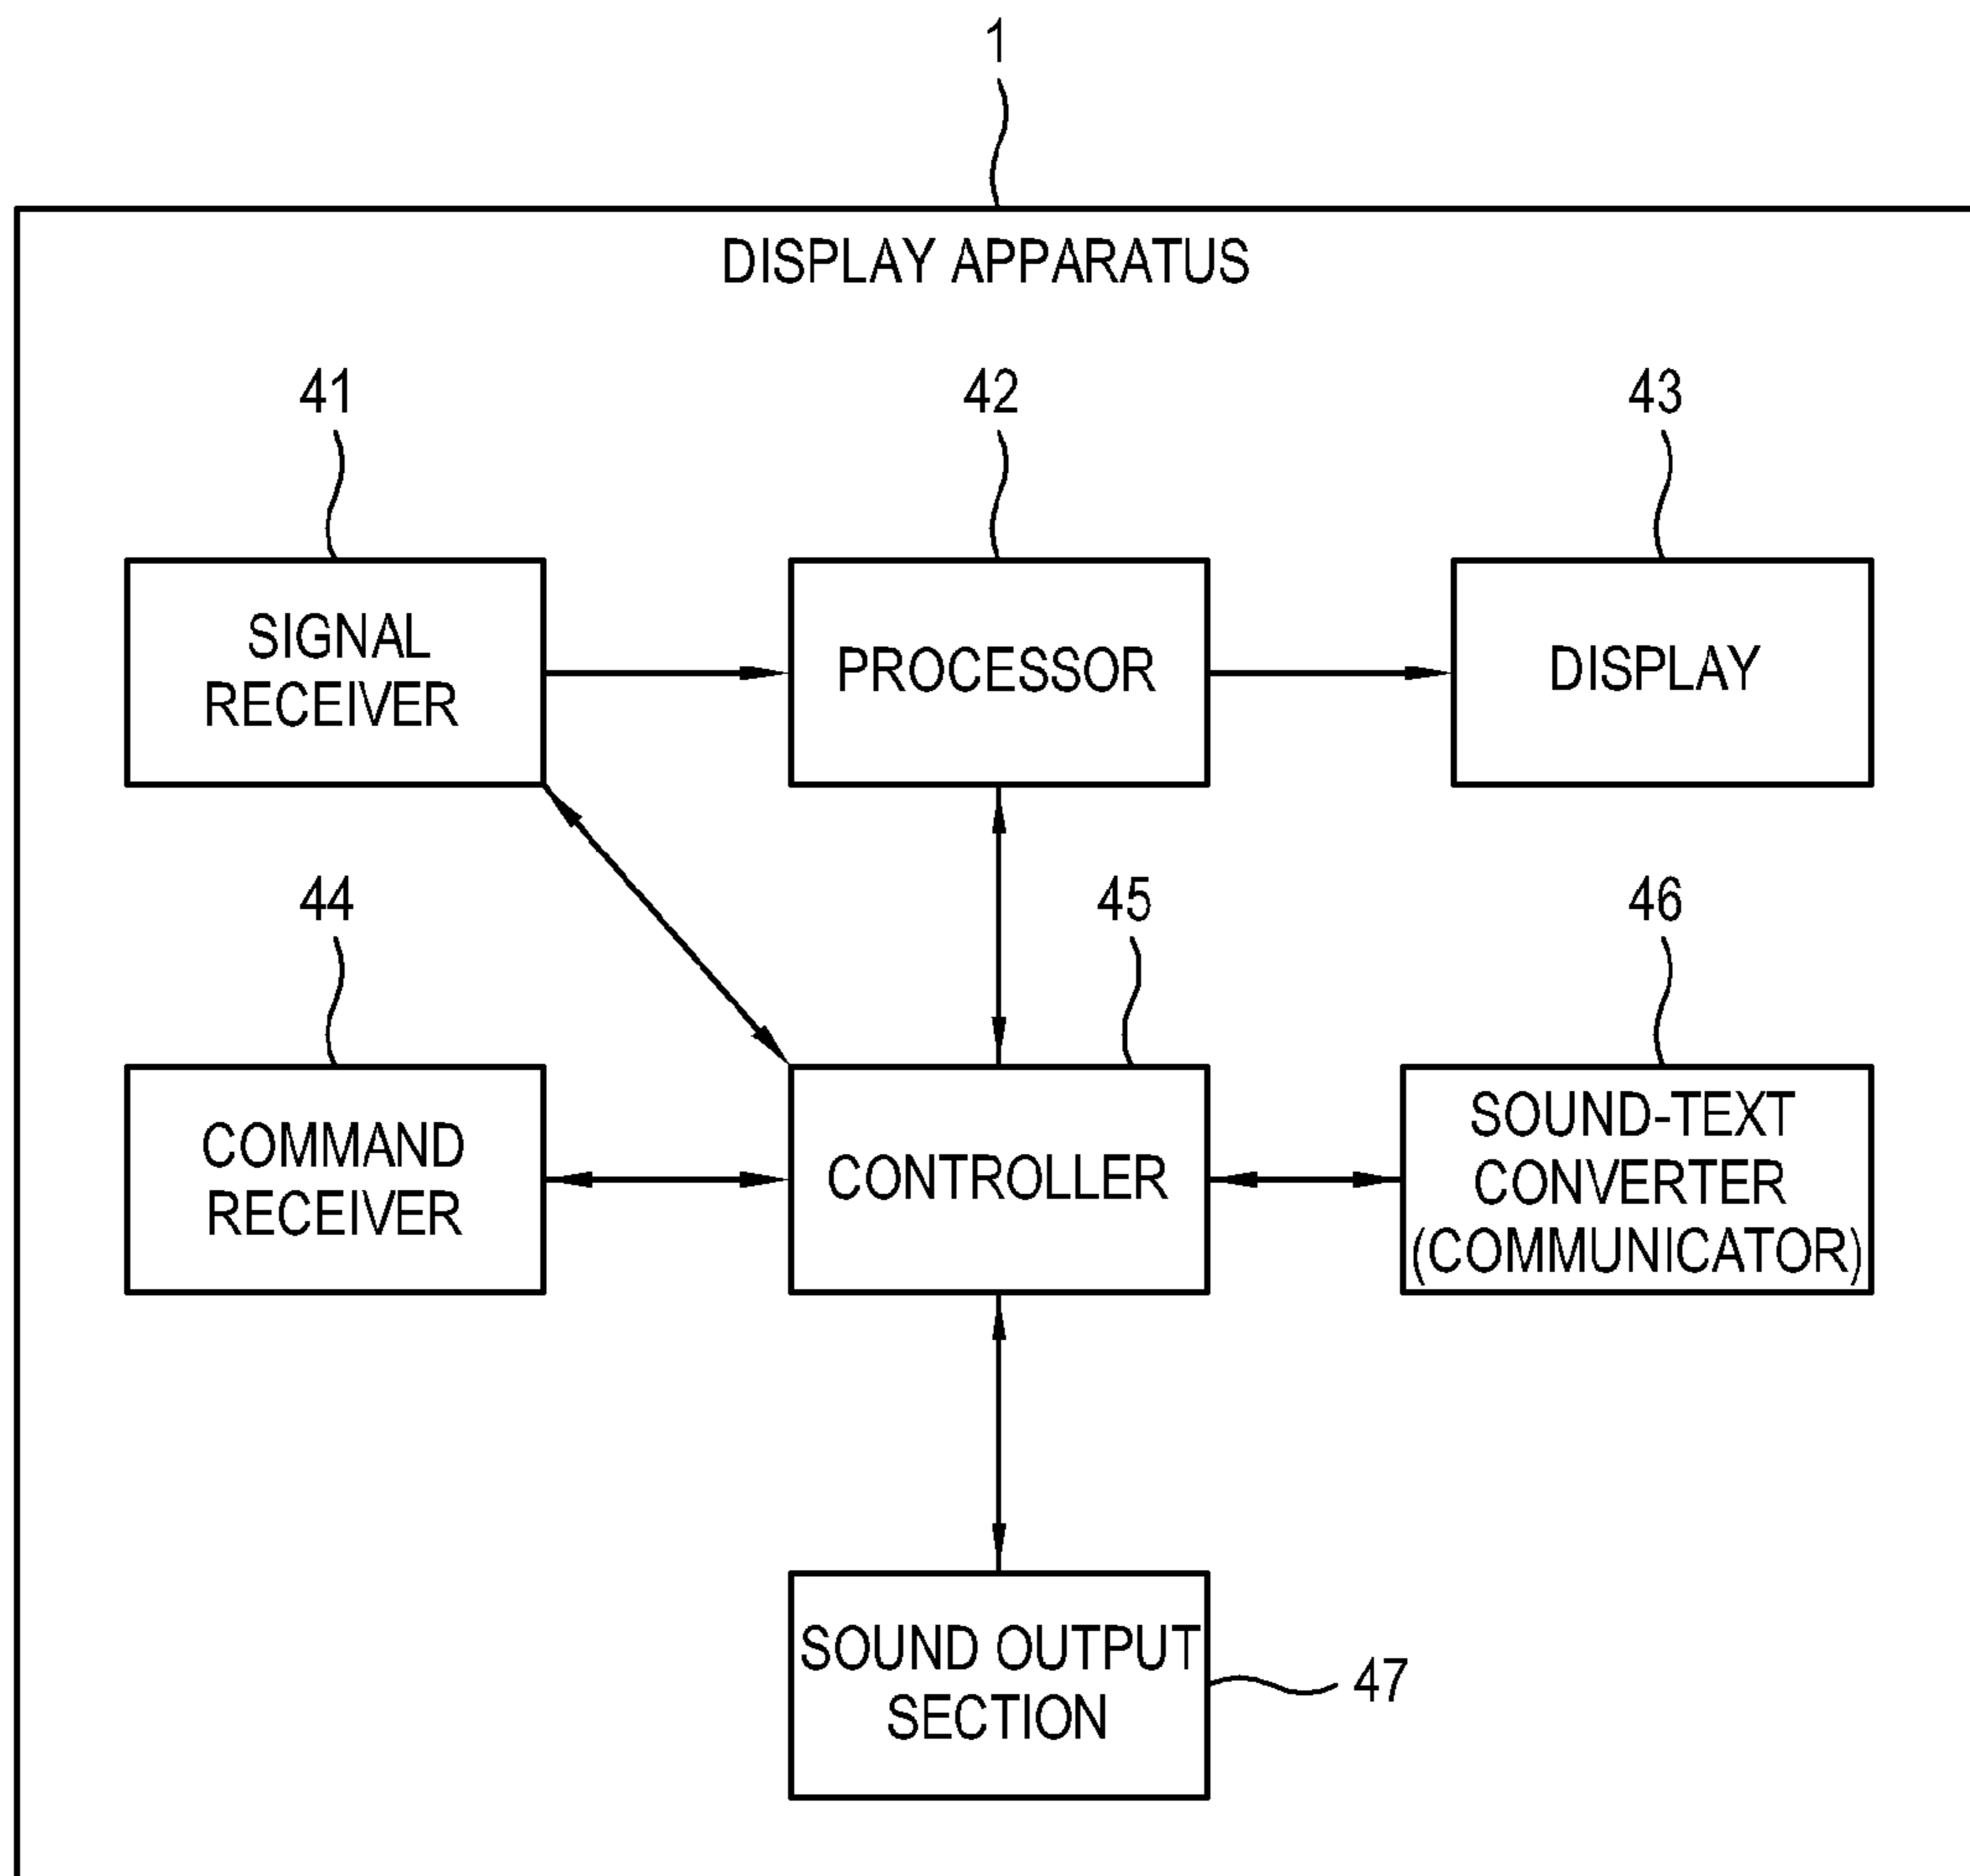 1
DISPLAY APPARATUS
41
42
43
SIGNAL
RECEIVER
PROCESSOR
DISPLAY
44
45
46
COMMAND
RECEIVER
CONTROLLER
SOUND-TEXT
CONVERTER
(COMMUNICATOR)
SOUND OUTPUT
SECTION
47